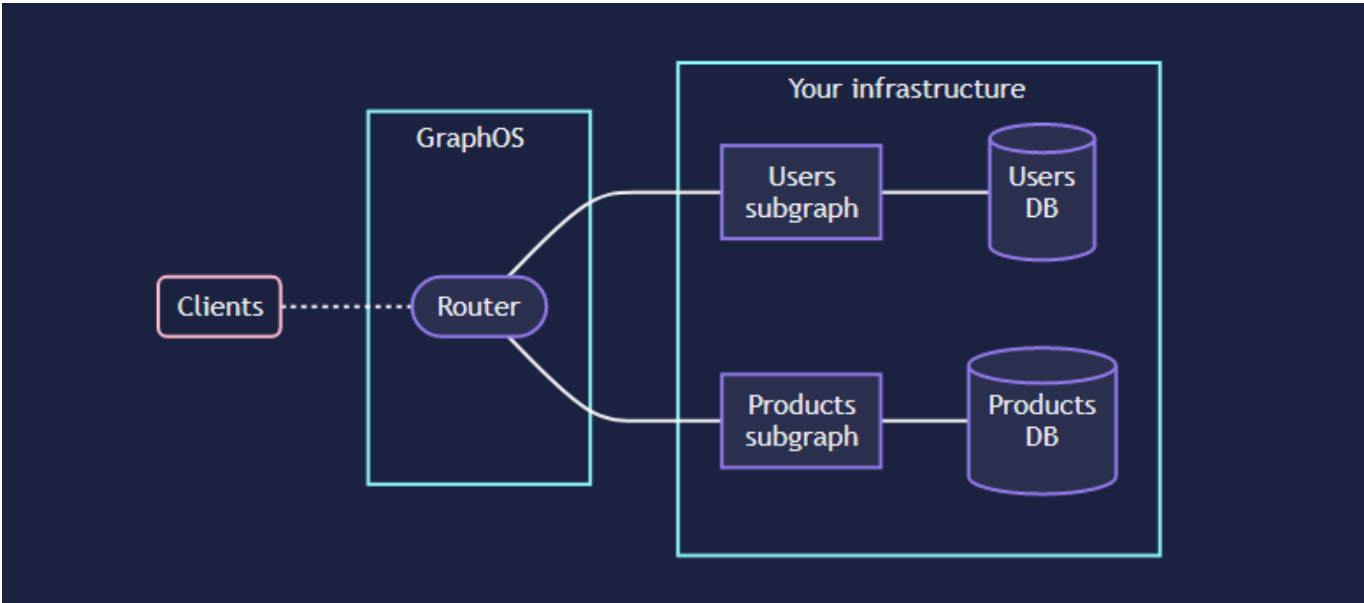 Your infrastructure
GraphOS
Users
subgraph
Users
DB
Clients
Router
Products
subgraph
Products
DB